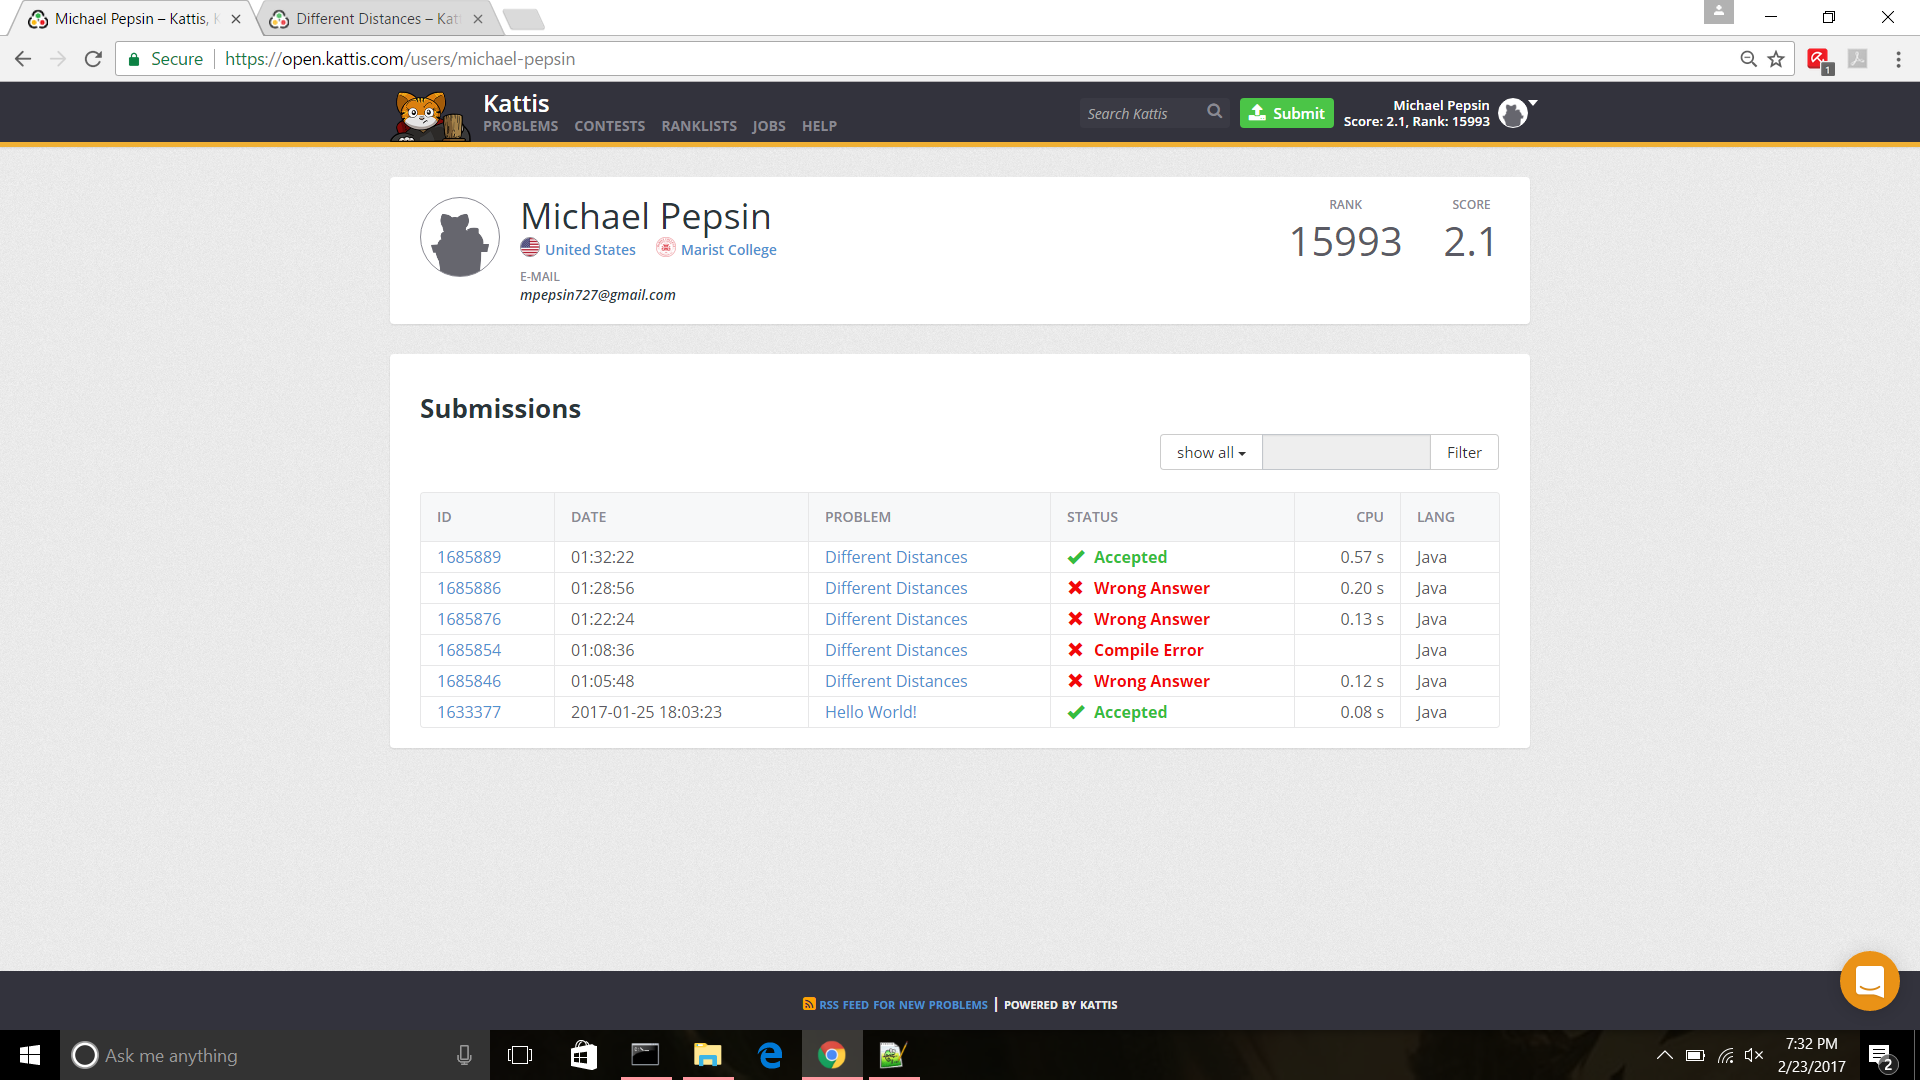 Michael Pepsin – Kattis, K
Different Distances – Kat
Secure
https://open.kattis.com/users/michael-pepsin
1
Kattis
PROBLEMS CONTESTS RANKLISTS JOBS HELP
Search Kattis
Submit
Michael Pepsin
Score: 2.1, Rank: 15993
Michael Pepsin
United States Marist College
E-MAIL
mpepsin727@gmail.com
RANK SCORE
15993 2.1
Submissions
show all Filter
ID DATE PROBLEM STATUS CPU LANG
1685889 01:32:22 Different Distances Accepted 0.57 s Java
1685886 01:28:56 Different Distances Wrong Answer 0.20 s Java
1685876 01:22:24 Different Distances Wrong Answer 0.13 s Java
1685854 01:08:36 Different Distances Compile Error Java
1685846 01:05:48 Different Distances Wrong Answer 0.12 s Java
1633377 2017-01-25 18:03:23 Hello World! Accepted 0.08 s Java
RSS FEED FOR NEW PROBLEMS | POWERED BY KATTIS
Ask me anything
7:32 PM
2/23/2017
2